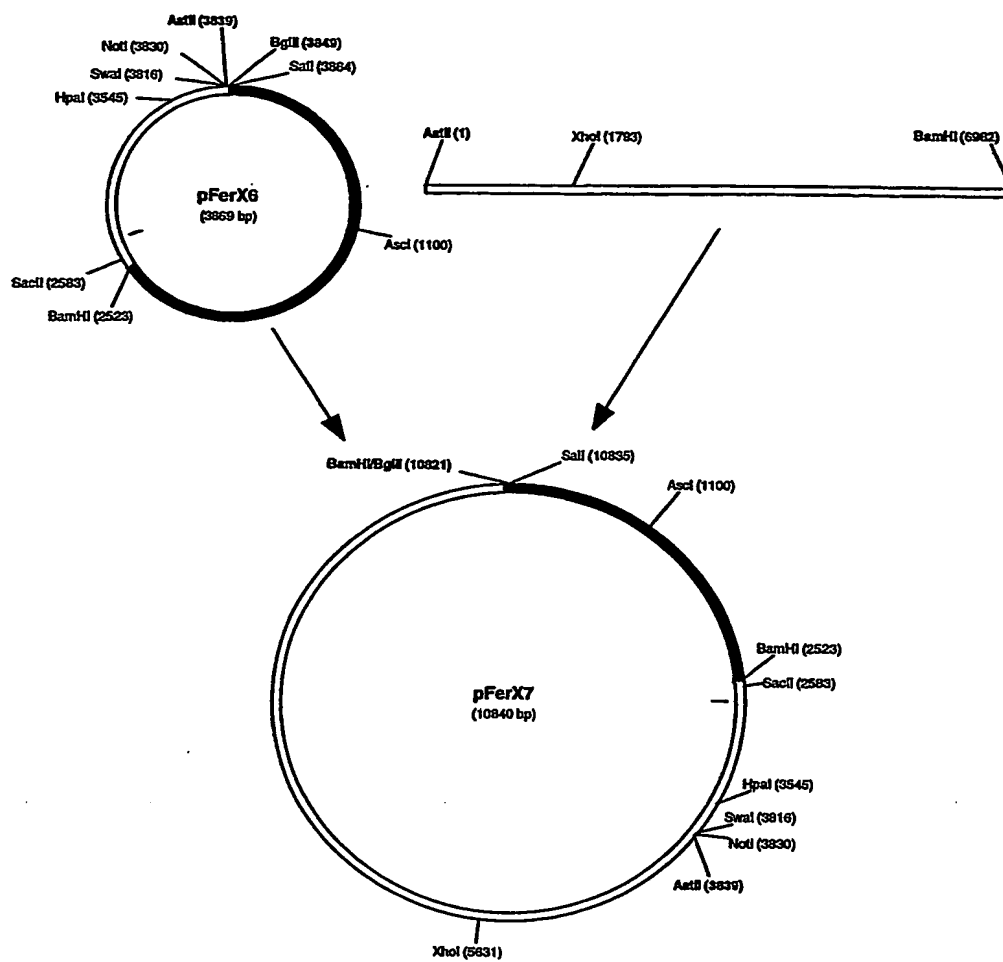 AatII (3839)
NotI (3830)
BglII (3849)
SwaI (3816)
SalI (3864)
HpaI (3545)
pFerX6
(3869 bp)
AscI (1100)
SacII (2583)
BamHI (2523)
AatII (1)
XhoI (1793)
BamHI (6982)
BamHI/BglII (10821)
SalI (10835)
AscI (1100)
BamHI (2523)
SacII (2583)
pFerX7
(10840 bp)
HpaI (3545)
SwaI (3816)
NotI (3830)
AatII (3839)
XhoI (5631)